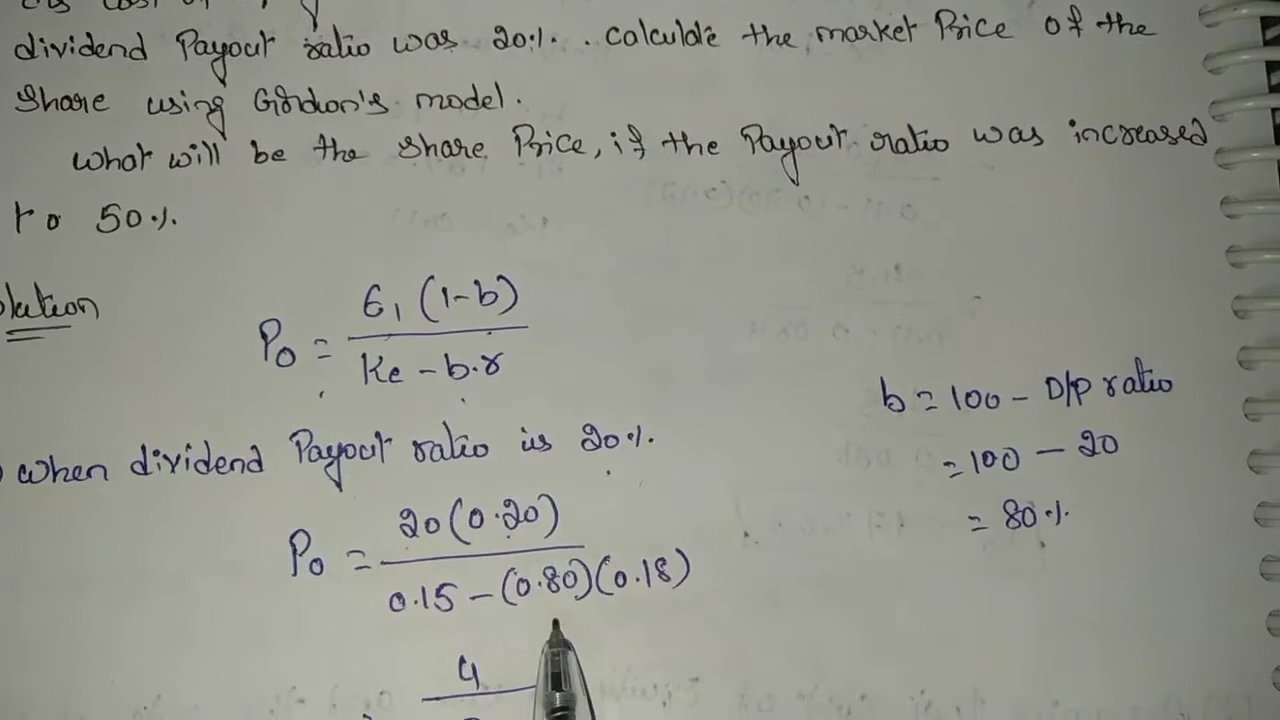 dividend Payout ratio was 20%. Calculate the market Price of the
Share using Gordon's model.
What will be the Share Price, if the Payout ratio was increased
to 50%
lution
P0 = E1 (1-b)
Ke - b.r
b = 100 - D/P ratio
When dividend Payout ratio is 20%.
= 100 - 20
= 80%
P0 = 20(0.20)
0.15 - (0.80)(0.18)
4